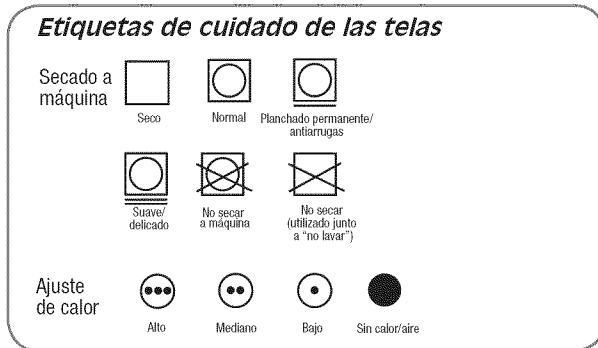 Etiquetas de cuidado de las telas
Secado a
máquina
Seco
Normal
Planchado permanente/
antiarrugas
Suave/
delicado
No secar
a máquina
No secar
(utilizado junto
a “no lavar”)
Ajuste
de calor
Alto
Mediano
Bajo
Sin calor/aire